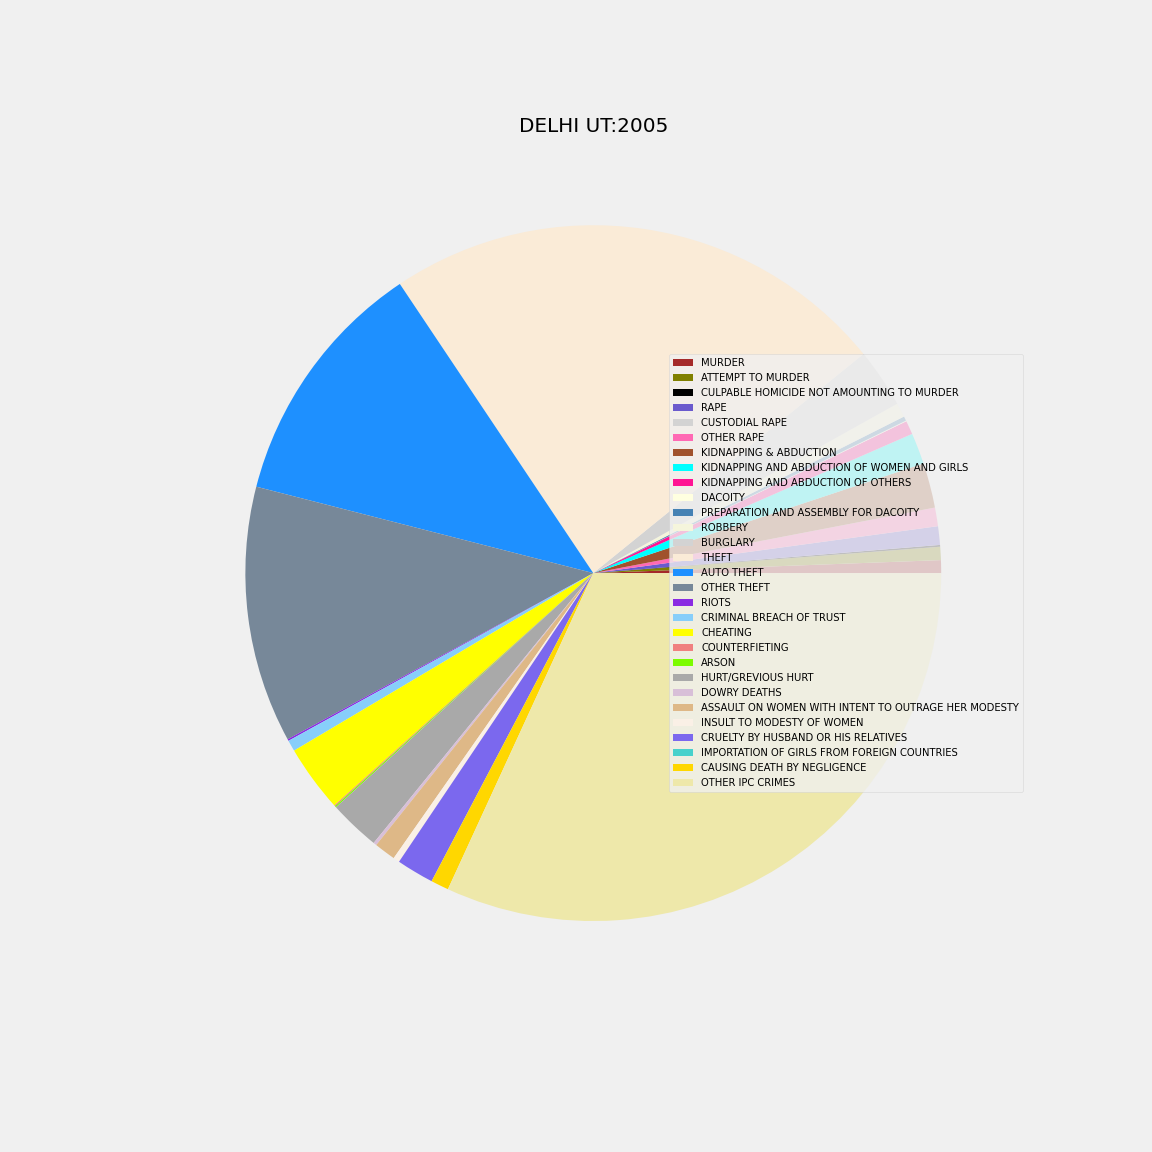 DELHI UT:2005
MURDER
ATTEMPT TO MURDER
CULPABLE HOMICIDE NOT AMOUNTING TO MURDER
RAPE
CUSTODIAL RAPE
OTHER RAPE
KIDNAPPING & ABDUCTION
KIDNAPPING AND ABDUCTION OF WOMEN AND GIRLS
KIDNAPPING AND ABDUCTION OF OTHERS
DACOITY
PREPARATION AND ASSEMBLY FOR DACOITY
ROBBERY
BURGLARY
THEFT
AUTO THEFT
OTHER THEFT
RIOTS
CRIMINAL BREACH OF TRUST
CHEATING
COUNTERFIETING
ARSON
HURT/GREVIOUS HURT
DOWRY DEATHS
ASSAULT ON WOMEN WITH INTENT TO OUTRAGE HER MODESTY
INSULT TO MODESTY OF WOMEN
CRUELTY BY HUSBAND OR HIS RELATIVES
IMPORTATION OF GIRLS FROM FOREIGN COUNTRIES
CAUSING DEATH BY NEGLIGENCE
OTHER IPC CRIMES